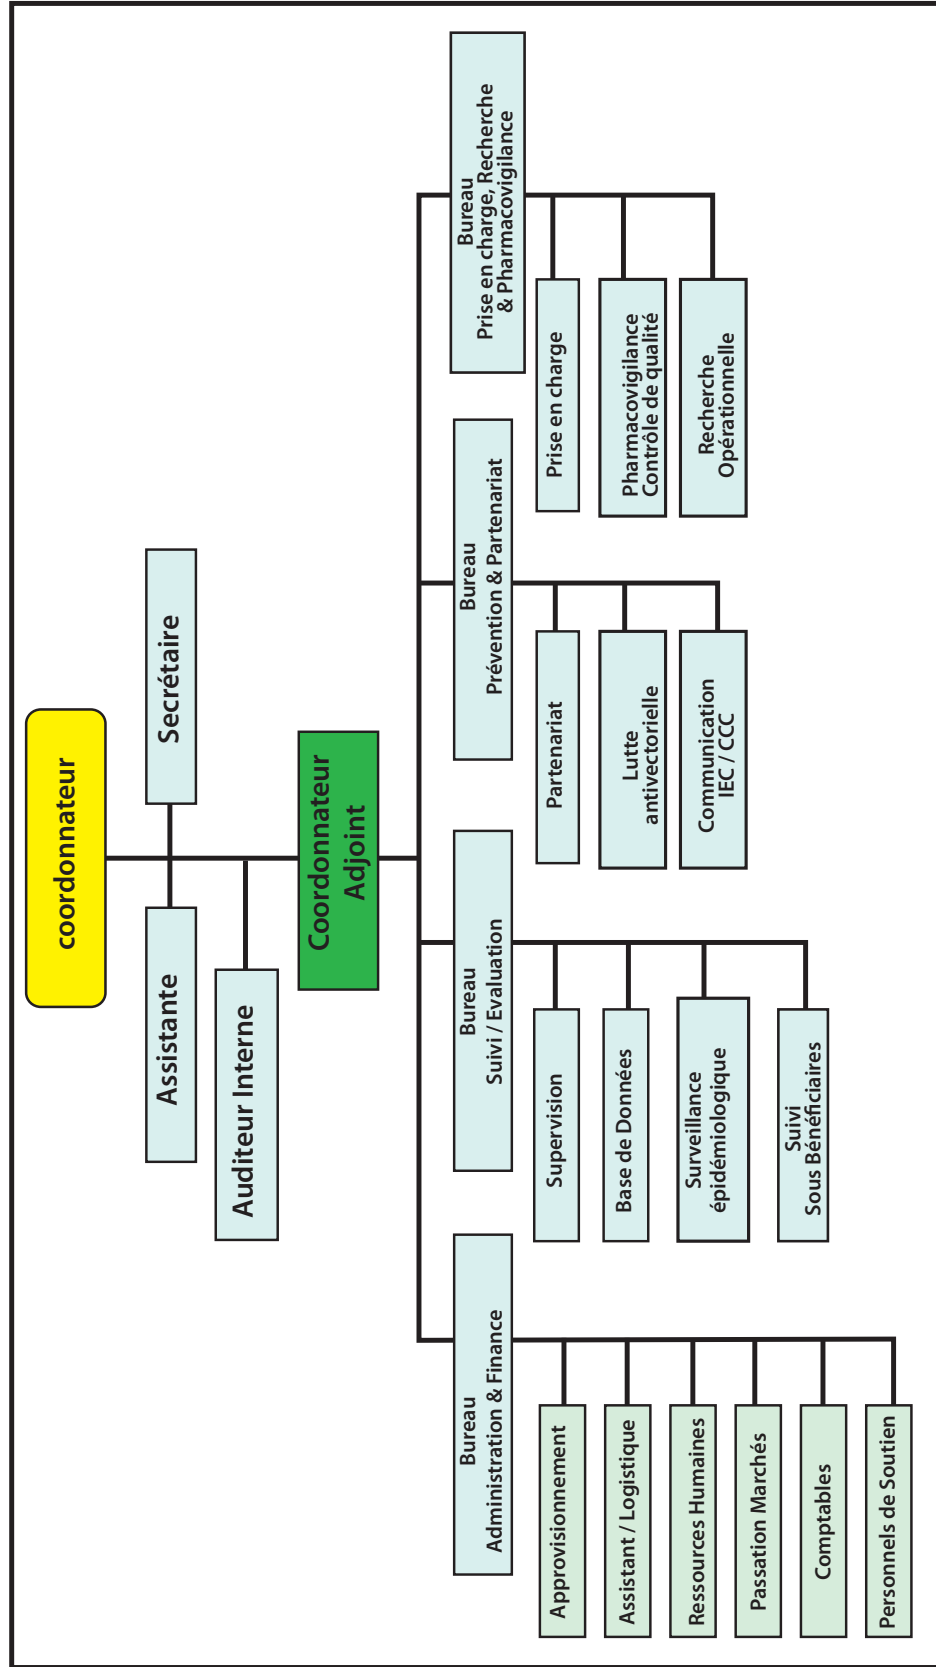 coordonnateur
Assistante
Secrétaire
Auditeur Interne
Coordonnateur
Adjoint
Bureau
Administration & Finance
Approvisionnement
Assistant / Logistique
Ressources Humaines
Passation Marchés
Comptables
Personnels de Soutien
Bureau
Suivi / Evaluation
Supervision
Base de Données
Surveillance
épidémiologique
Suivi
Sous Bénéficiaires
Bureau
Prévention & Partenariat
Partenariat
Lutte
antivectorielle
Communication
IEC / CCC
Bureau
Prise en charge, Recherche
& Pharmacovigilance
Prise en charge
Pharmacovigilance
Contrôle de qualité
Recherche
Opérationnelle